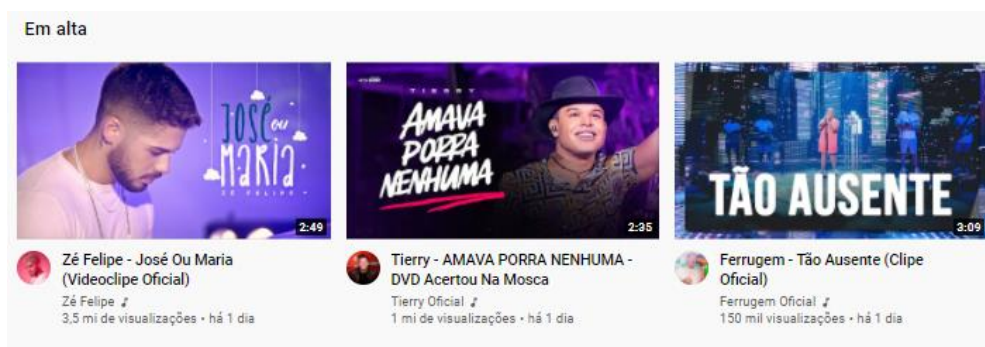 Em alta
JOSÉ ou
MARIA
ZÉ FELIPE
2:49
TIERRY
AMAVA
PORRA
NENHUMA
2:35
TÃO AUSENTE
3:09
Zé Felipe - José Ou Maria
(Videoclipe Oficial)
Zé Felipe
3,5 mi de visualizações • há 1 dia
Tierry - AMAVA PORRA NENHUMA -
DVD Acertou Na Mosca
Tierry Oficial
1 mi de visualizações • há 1 dia
Ferrugem - Tão Ausente (Clipe
Oficial)
Ferrugem Oficial
150 mil visualizações • há 1 dia